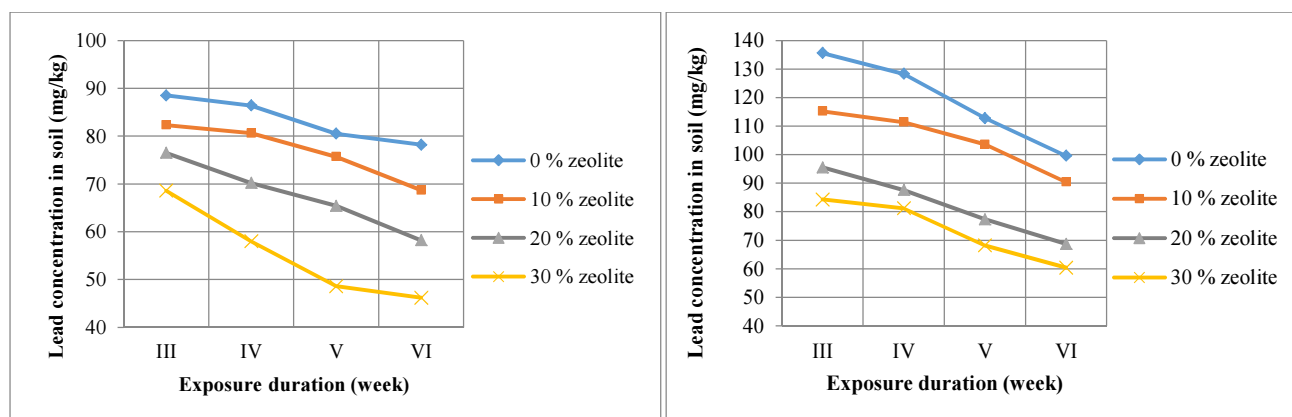 Lead concentration in soil (mg/kg)
100
90
80
70
60
50
40
III IV V VI
Exposure duration (week)
0 % zeolite
10 % zeolite
20 % zeolite
30 % zeolite
Lead concentration in soil (mg/kg)
140
130
120
110
100
90
80
70
60
50
40
III IV V VI
Exposure duration (week)
0 % zeolite
10 % zeolite
20 % zeolite
30 % zeolite